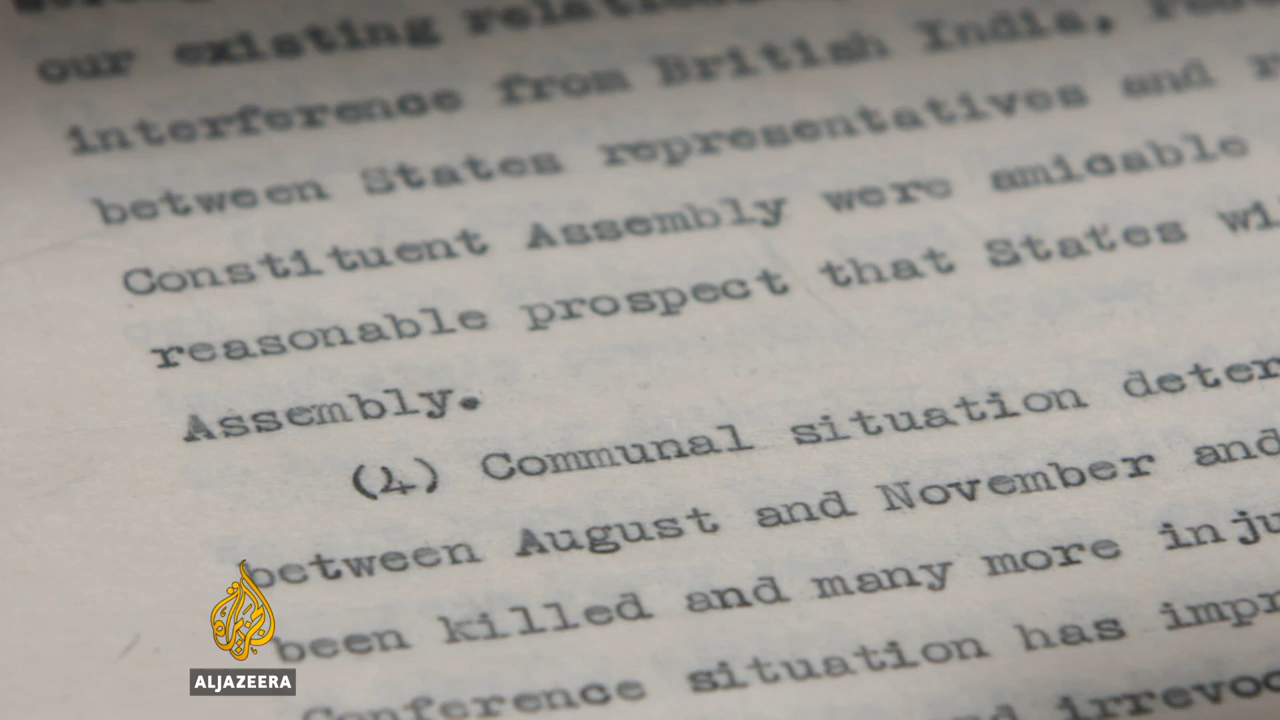 our existing
interference from British India,
between States representatives and
Constituent Assembly were amicable
reasonable prospect that States
Assembly.
(4) Communal situation
between August and November and
been killed and many more
Conference situation has
الجزيرة
ALJAZEERA